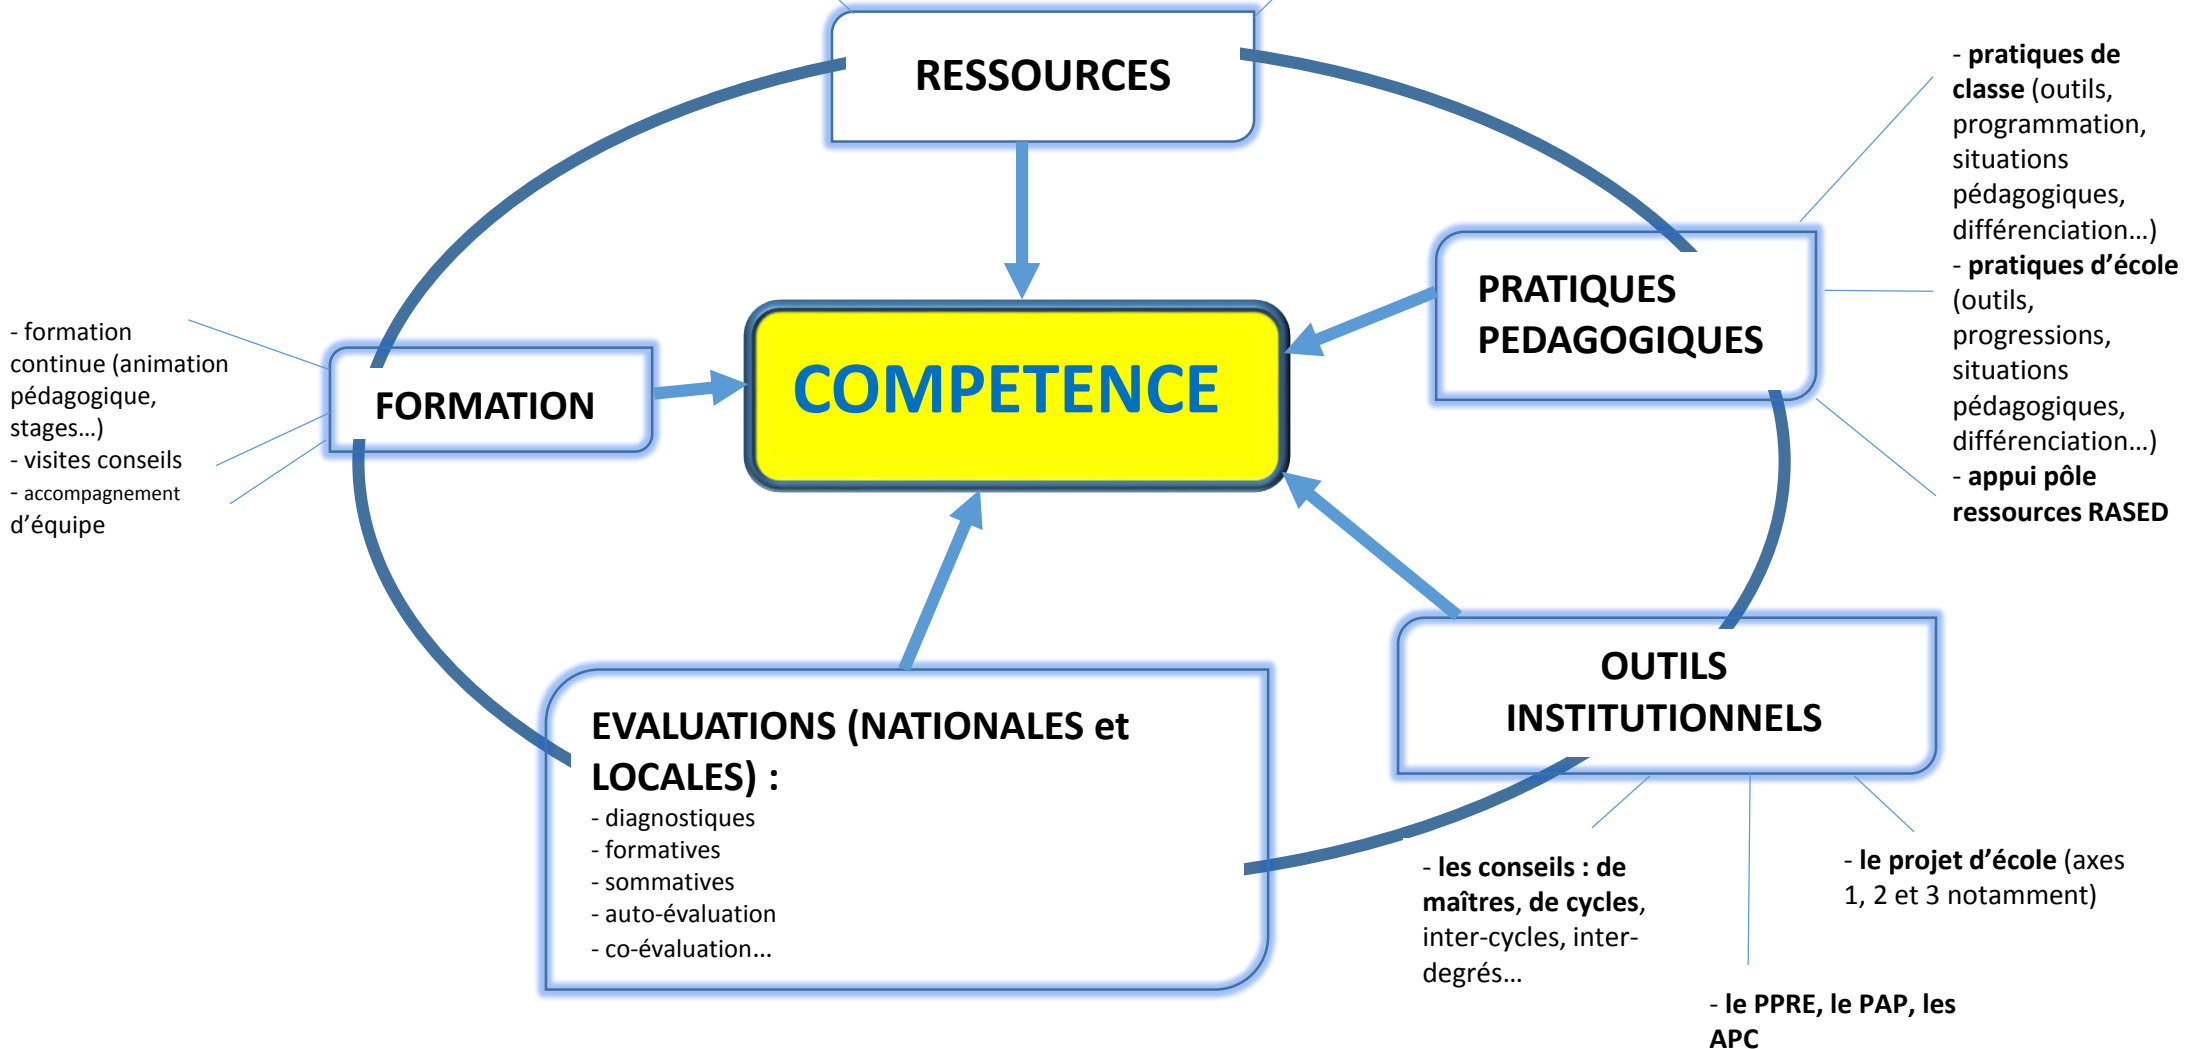 RESSOURCES
- pratiques de
classe (outils,
programmation,
situations
pédagogiques,
différenciation…)
- pratiques d’école
(outils,
progressions,
situations
pédagogiques,
différenciation…)
- appui pôle
ressources RASED
PRATIQUES
PEDAGOGIQUES
COMPETENCE
FORMATION
- formation
continue (animation
pédagogique,
stages…)
- visites conseils
- accompagnement
d’équipe
OUTILS
INSTITUTIONNELS
EVALUATIONS (NATIONALES et
LOCALES) :
- diagnostiques
- formatives
- sommatives
- auto-évaluation
- co-évaluation…
- les conseils : de
maîtres, de cycles,
inter-cycles, inter-
degrés…
- le projet d’école (axes
1, 2 et 3 notamment)
- le PPRE, le PAP, les
APC